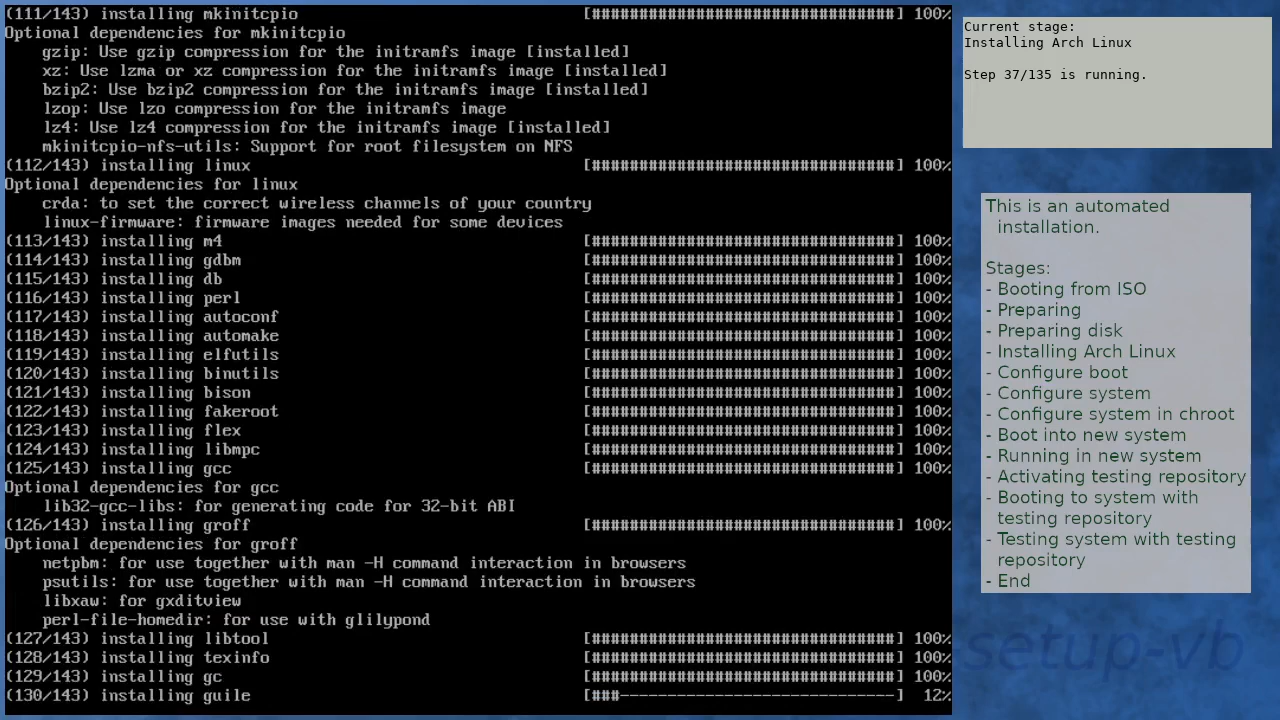 (111/143) installing mkinitcpio [################################] 100%
Optional dependencies for mkinitcpio
    gzip: Use gzip compression for the initramfs image [installed]
    xz: Use lzma or xz compression for the initramfs image [installed]
    bzip2: Use bzip2 compression for the initramfs image [installed]
    lzop: Use lzo compression for the initramfs image
    lz4: Use lz4 compression for the initramfs image [installed]
    mkinitcpio-nfs-utils: Support for root filesystem on NFS
(112/143) installing linux [################################] 100%
Optional dependencies for linux
    crda: to set the correct wireless channels of your country
    linux-firmware: firmware images needed for some devices
(113/143) installing m4 [################################] 100%
(114/143) installing gdbm [################################] 100%
(115/143) installing db [################################] 100%
(116/143) installing perl [################################] 100%
(117/143) installing autoconf [################################] 100%
(118/143) installing automake [################################] 100%
(119/143) installing elfutils [################################] 100%
(120/143) installing binutils [################################] 100%
(121/143) installing bison [################################] 100%
(122/143) installing fakeroot [################################] 100%
(123/143) installing flex [################################] 100%
(124/143) installing libmpc [################################] 100%
(125/143) installing gcc [################################] 100%
Optional dependencies for gcc
    lib32-gcc-libs: for generating code for 32-bit ABI
(126/143) installing groff [################################] 100%
Optional dependencies for groff
    netpbm: for use together with man -H command interaction in browsers
    psutils: for use together with man -H command interaction in browsers
    libxaw: for gxditview
    perl-file-homedir: for use with glilypond
(127/143) installing libtool [################################] 100%
(128/143) installing texinfo [################################] 100%
(129/143) installing gc [################################] 100%
(130/143) installing guile [###-----------------------------] 12%
Current stage:
Installing Arch Linux
Step 37/135 is running.
This is an automated
installation.
Stages:
- Booting from ISO
- Preparing
- Preparing disk
- Installing Arch Linux
- Configure boot
- Configure system
- Configure system in chroot
- Boot into new system
- Running in new system
- Activating testing repository
- Booting to system with
testing repository
- Testing system with testing
repository
- End
setup-vb